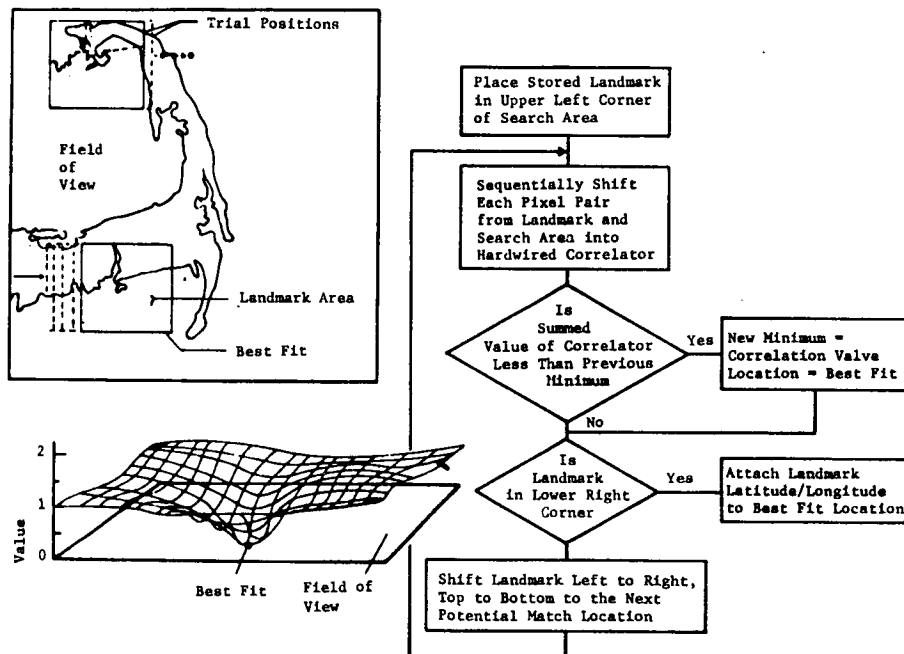 Trial Positions
Field
of
View
Landmark Area
Best Fit
2
1
0
Value
Best Fit
Field of
View
Place Stored Landmark
in Upper Left Corner
of Search Area
Sequentially Shift
Each Pixel Pair
from Landmark and
Search Area into
Hardwired Correlator
Is
Summed
Value of Correlator
Less Than Previous
Minimum
Yes
New Minimum =
Correlation Valve
Location = Best Fit
No
Is
Landmark
in Lower Right
Corner
Yes
Attach Landmark
Latitude/Longitude
to Best Fit Location
Shift Landmark Left to Right,
Top to Bottom to the Next
Potential Match Location